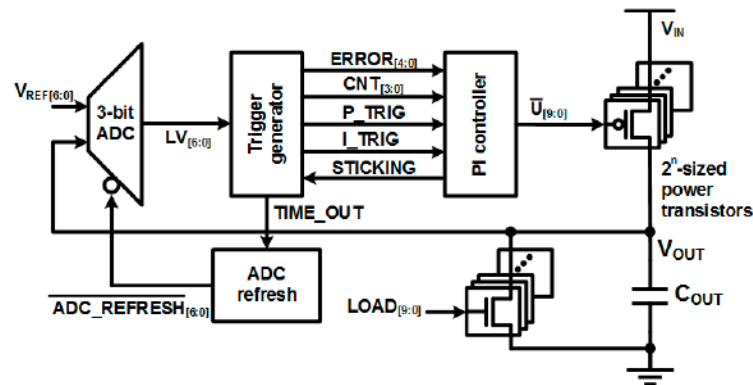 V_REF[6:0]
3-bit
ADC
LV[6:0]
Trigger
generator
ERROR[4:0]
CNT[3:0]
P_TRIG
I_TRIG
STICKING
PI controller
U̅[9:0]
V_IN
2ⁿ-sized
power
transistors
TIME_OUT
ADC
refresh
A̅D̅C̅_̅R̅E̅F̅R̅E̅S̅H̅[6:0]
LOAD[9:0]
V_OUT
C_OUT